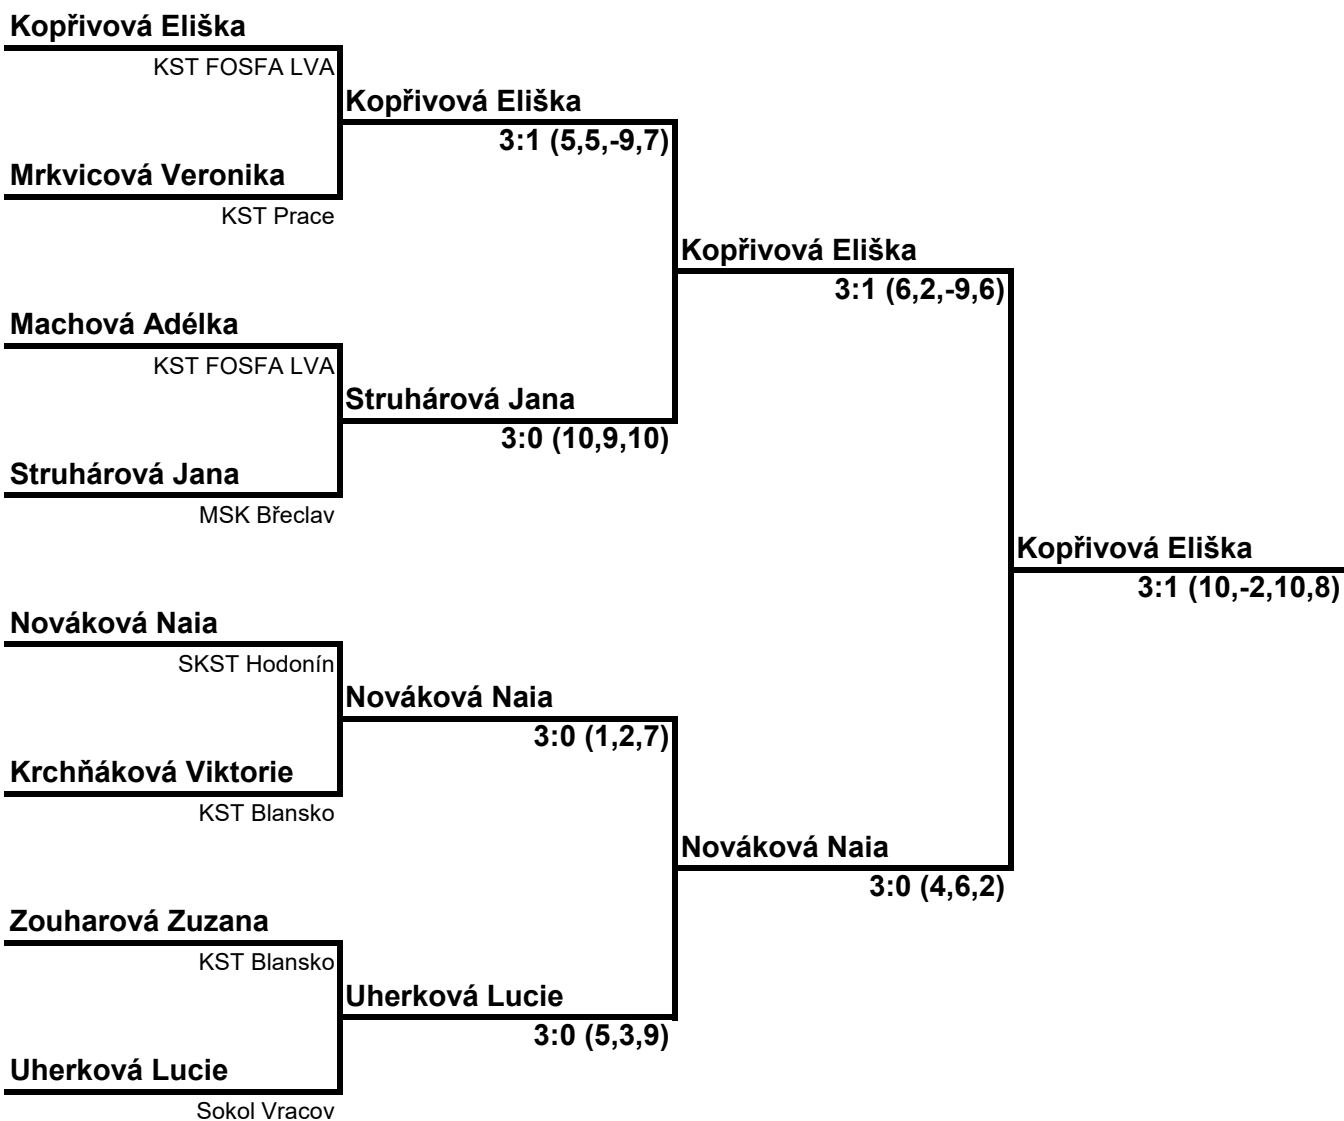 Kopřivová Eliška
KST FOSFA LVA
Kopřivová Eliška
3:1 (5,5,-9,7)
Mrkvicová Veronika
KST Prace
Kopřivová Eliška
3:1 (6,2,-9,6)
Machová Adélka
KST FOSFA LVA
Struhárová Jana
3:0 (10,9,10)
Struhárová Jana
MSK Břeclav
Kopřivová Eliška
3:1 (10,-2,10,8)
Nováková Naia
SKST Hodonín
Nováková Naia
3:0 (1,2,7)
Krchňáková Viktorie
KST Blansko
Nováková Naia
3:0 (4,6,2)
Zouharová Zuzana
KST Blansko
Uherková Lucie
3:0 (5,3,9)
Uherková Lucie
Sokol Vracov